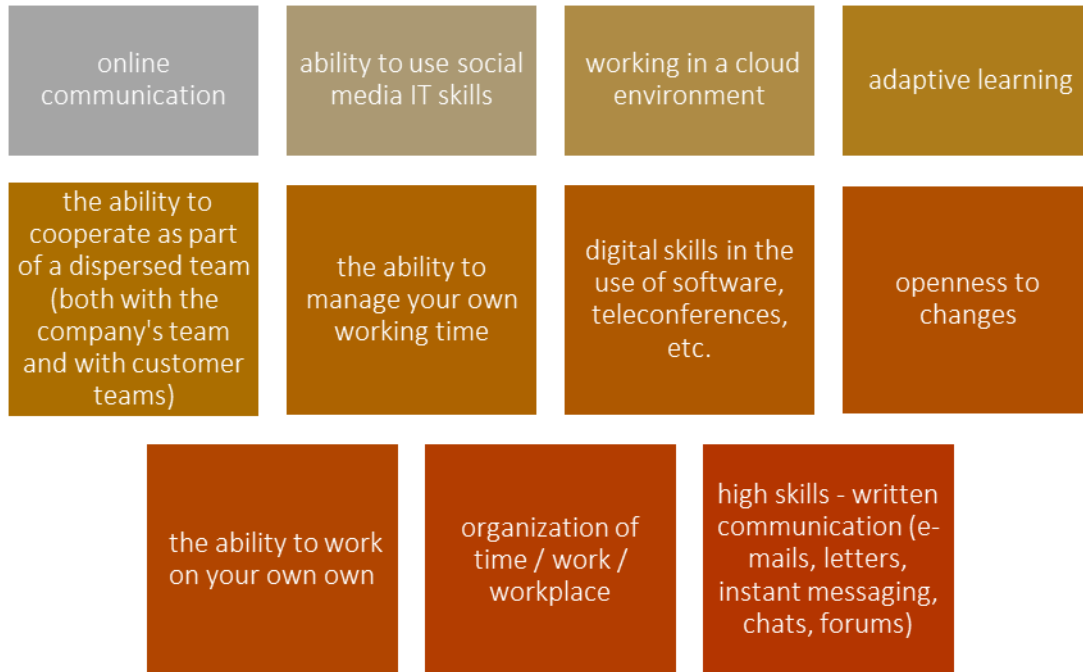 online
communication
ability to use social
media IT skills
working in a cloud
environment
adaptive learning
the ability to
cooperate as part
of a dispersed team
(both with the
company's team
and with customer
teams)
the ability to
manage your own
working time
digital skills in the
use of software,
teleconferences,
etc.
openness to
changes
the ability to work
on your own own
organization of
time / work /
workplace
high skills - written
communication (e-
mails, letters,
instant messaging,
chats, forums)